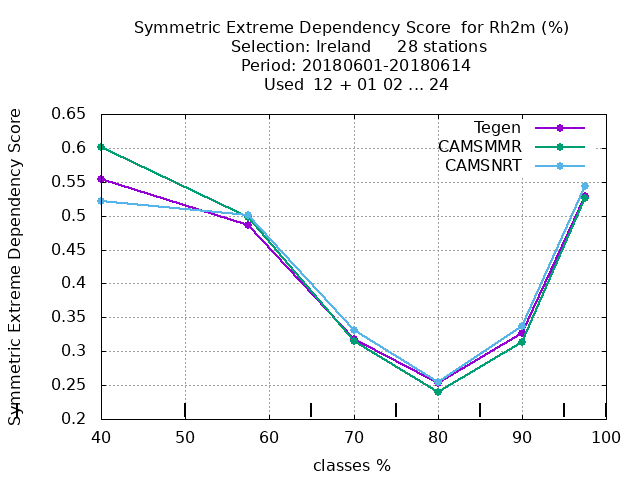 Symmetric Extreme Dependency Score for Rh2m (%)
Selection: Ireland 28 stations
Period: 20180601-20180614
Used 12 + 01 02 ... 24
Symmetric Extreme Dependency Score
0.65
0.6
0.55
0.5
0.45
0.4
0.35
0.3
0.25
0.2
Tegen
CAMSMMR
CAMSNRT
40 50 60 70 80 90 100
classes %